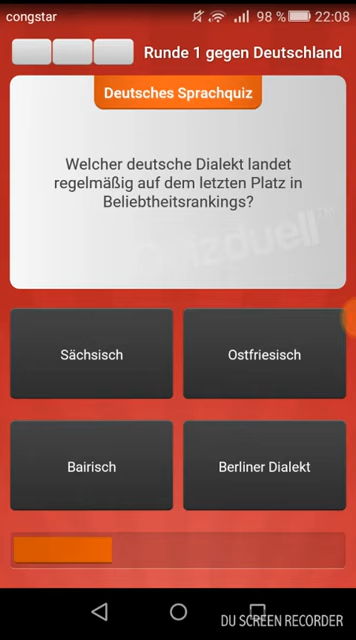 congstar 98 % 22:08
Runde 1 gegen Deutschland
Deutsches Sprachquiz
Welcher deutsche Dialekt landet
regelmäßig auf dem letzten Platz in
Beliebtheitsrankings?
Sächsisch
Ostfriesisch
Bairisch
Berliner Dialekt
DU SCREEN RECORDER